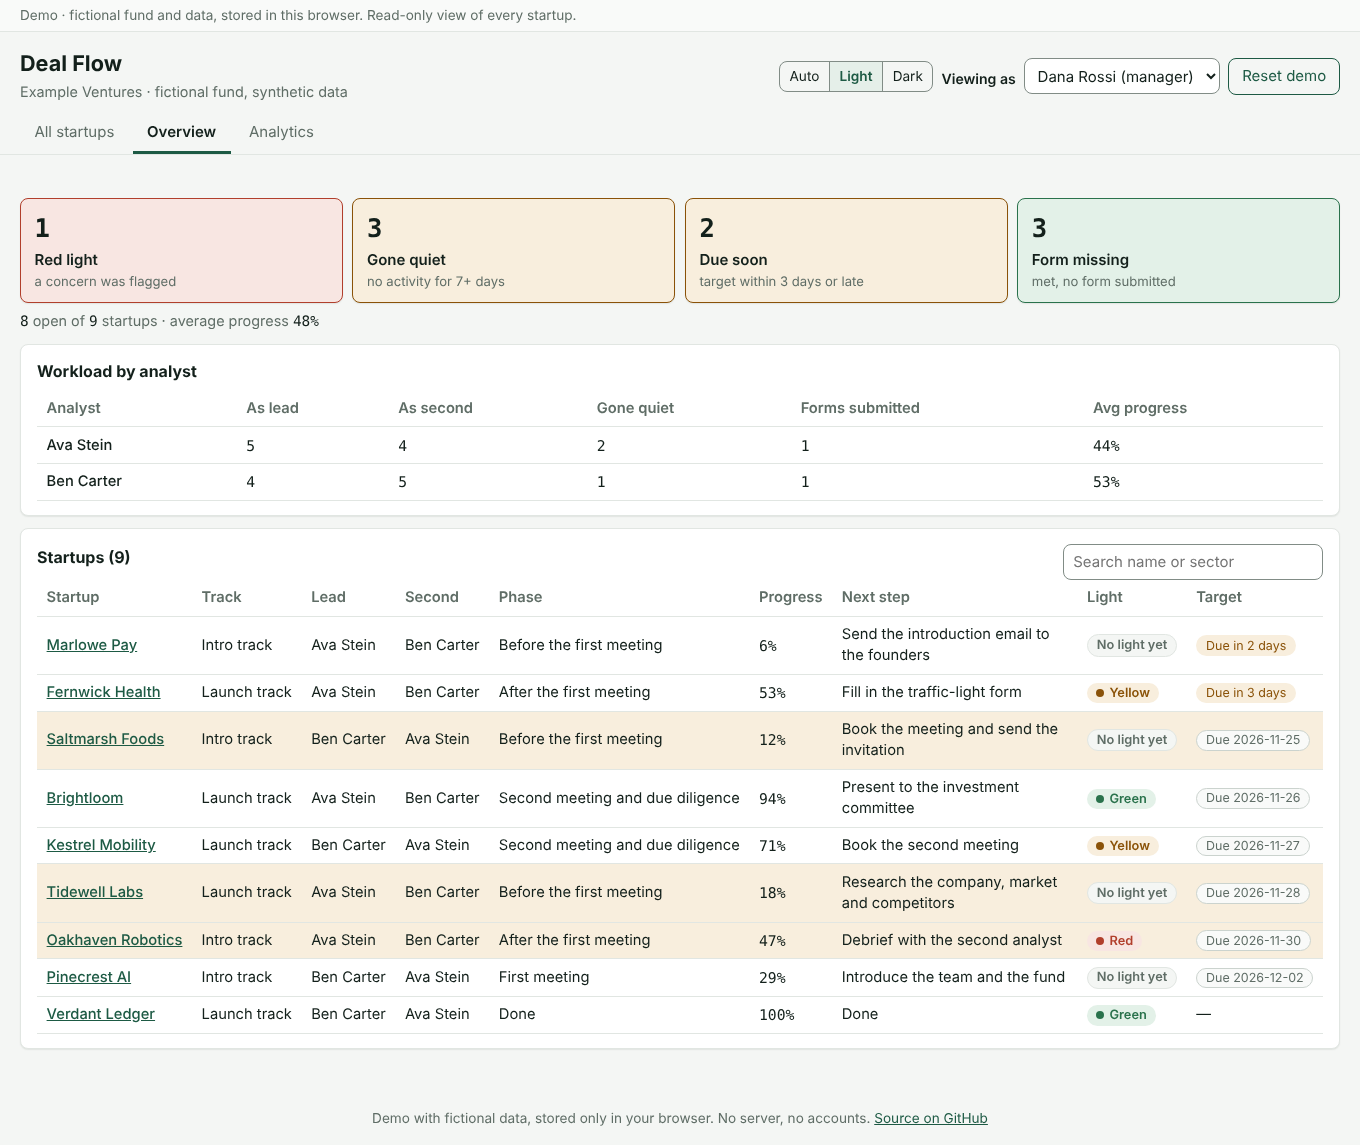 Demo · fictional fund and data, stored in this browser. Read-only view of every startup.
Deal Flow
Example Ventures · fictional fund, synthetic data
Auto Light Dark Viewing as Dana Rossi (manager) Reset demo
All startups Overview Analytics
1
Red light
a concern was flagged
3
Gone quiet
no activity for 7+ days
2
Due soon
target within 3 days or late
3
Form missing
met, no form submitted
8 open of 9 startups · average progress 48%
Workload by analyst
Analyst As lead As second Gone quiet Forms submitted Avg progress
Ava Stein 5 4 2 1 44%
Ben Carter 4 5 1 1 53%
Startups (9) Search name or sector
Startup Track Lead Second Phase Progress Next step Light Target
Marlowe Pay Intro track Ava Stein Ben Carter Before the first meeting 6% Send the introduction email to
the founders No light yet Due in 2 days
Fernwick Health Launch track Ava Stein Ben Carter After the first meeting 53% Fill in the traffic-light form Yellow Due in 3 days
Saltmarsh Foods Intro track Ben Carter Ava Stein Before the first meeting 12% Book the meeting and send the
invitation No light yet Due 2026-11-25
Brightloom Launch track Ava Stein Ben Carter Second meeting and due diligence 94% Present to the investment
committee Green Due 2026-11-26
Kestrel Mobility Launch track Ben Carter Ava Stein Second meeting and due diligence 71% Book the second meeting Yellow Due 2026-11-27
Tidewell Labs Launch track Ava Stein Ben Carter Before the first meeting 18% Research the company, market
and competitors No light yet Due 2026-11-28
Oakhaven Robotics Intro track Ava Stein Ben Carter After the first meeting 47% Debrief with the second analyst Red Due 2026-11-30
Pinecrest AI Intro track Ben Carter Ava Stein First meeting 29% Introduce the team and the fund No light yet Due 2026-12-02
Verdant Ledger Launch track Ben Carter Ava Stein Done 100% Done Green —
Demo with fictional data, stored only in your browser. No server, no accounts. Source on GitHub